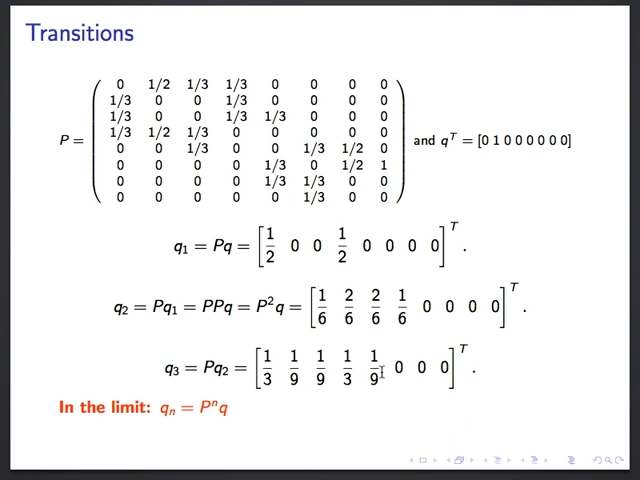 Transitions
0 1/2 1/3 1/3 0 0 0 0
1/3 0 0 1/3 0 0 0 0
1/3 0 0 1/3 1/3 0 0 0
P = 1/3 1/2 1/3 0 0 0 0 0 and qᵀ = [0 1 0 0 0 0 0 0]
0 0 1/3 0 0 1/3 1/2 0
0 0 0 0 1/3 0 1/2 1
0 0 0 0 1/3 1/3 0 0
0 0 0 0 0 1/3 0 0
q₁ = Pq = [1/2 0 0 1/2 0 0 0 0]ᵀ.
q₂ = Pq₁ = PPq = P²q = [1/6 2/6 2/6 1/6 0 0 0 0]ᵀ.
q₃ = Pq₂ = [1/3 1/9 1/9 1/3 1/9 0 0 0]ᵀ.
In the limit: qₙ = Pⁿq